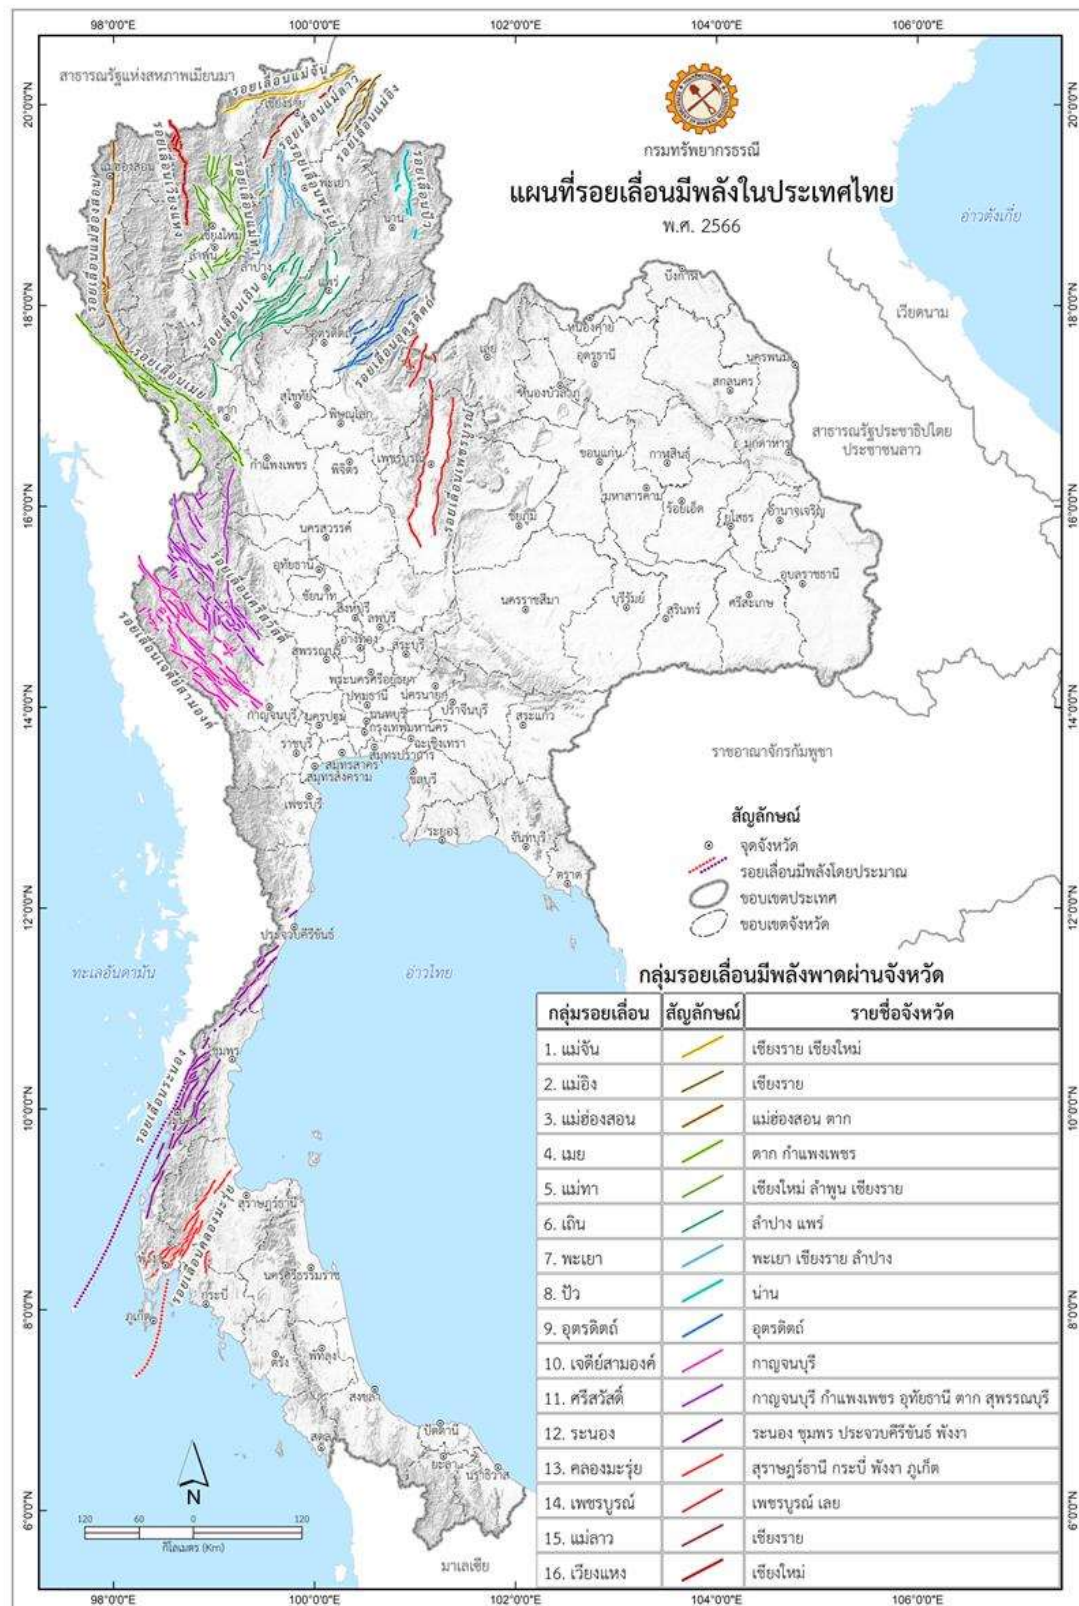 98°0'0"E 100°0'0"E 102°0'0"E 104°0'0"E 106°0'0"E
20°0'0"N
18°0'0"N
16°0'0"N
14°0'0"N
12°0'0"N
10°0'0"N
8°0'0"N
6°0'0"N
กรมทรัพยากรธรณี
แผนที่รอยเลื่อนมีพลังในประเทศไทย
พ.ศ. 2566
สาธารณรัฐแห่งสหภาพเมียนมา
อ่าวตังเกี๋ย
เวียดนาม
สาธารณรัฐประชาธิปไตย
ประชาชนลาว
ราชอาณาจักรกัมพูชา
ทะเลอันดามัน
อ่าวไทย
มาเลเซีย
รอยเลื่อนแม่จัน
รอยเลื่อนแม่ลาว
รอยเลื่อนแม่อิง
รอยเลื่อนเวียงแหง
รอยเลื่อนแม่ฮ่องสอน
รอยเลื่อนแม่ทา
รอยเลื่อนพะเยา
รอยเลื่อนปัว
รอยเลื่อนเถิน
รอยเลื่อนอุตรดิตถ์
รอยเลื่อนเมย
รอยเลื่อนเพชรบูรณ์
รอยเลื่อนศรีสวัสดิ์
รอยเลื่อนเจดีย์สามองค์
รอยเลื่อนระนอง
รอยเลื่อนคลองมะรุ่ย
เชียงราย
แม่ฮ่องสอน
พะเยา
น่าน
เชียงใหม่
ลำพูน
ลำปาง
แพร่
อุตรดิตถ์
บึงกาฬ
หนองคาย
เลย
อุดรธานี
นครพนม
หนองบัวลำภู
สกลนคร
สุโขทัย
ตาก
พิษณุโลก
มุกดาหาร
กำแพงเพชร
พิจิตร
เพชรบูรณ์
ขอนแก่น
กาฬสินธุ์
มหาสารคาม
ร้อยเอ็ด
ยโสธร
อำนาจเจริญ
ชัยภูมิ
นครสวรรค์
อุทัยธานี
ชัยนาท
อุบลราชธานี
สิงห์บุรี
ลพบุรี
นครราชสีมา
บุรีรัมย์
สุรินทร์
ศรีสะเกษ
อ่างทอง
สุพรรณบุรี
สระบุรี
พระนครศรีอยุธยา
ปทุมธานี
นครนายก
ปราจีนบุรี
กาญจนบุรี
นครปฐม
นนทบุรี
กรุงเทพมหานคร
สระแก้ว
ฉะเชิงเทรา
ราชบุรี
สมุทรสาคร
สมุทรปราการ
สมุทรสงคราม
ชลบุรี
เพชรบุรี
ระยอง
จันทบุรี
ตราด
ประจวบคีรีขันธ์
ชุมพร
สุราษฎร์ธานี
นครศรีธรรมราช
กระบี่
ภูเก็ต
ตรัง
พัทลุง
สงขลา
สตูล
ปัตตานี
ยะลา
นราธิวาส
สัญลักษณ์
จุดจังหวัด
รอยเลื่อนมีพลังโดยประมาณ
ขอบเขตประเทศ
ขอบเขตจังหวัด
กลุ่มรอยเลื่อนมีพลังพาดผ่านจังหวัด
กลุ่มรอยเลื่อน สัญลักษณ์ รายชื่อจังหวัด
1. แม่จัน เชียงราย เชียงใหม่
2. แม่อิง เชียงราย
3. แม่ฮ่องสอน แม่ฮ่องสอน ตาก
4. เมย ตาก กำแพงเพชร
5. แม่ทา เชียงใหม่ ลำพูน เชียงราย
6. เถิน ลำปาง แพร่
7. พะเยา พะเยา เชียงราย ลำปาง
8. ปัว น่าน
9. อุตรดิตถ์ อุตรดิตถ์
10. เจดีย์สามองค์ กาญจนบุรี
11. ศรีสวัสดิ์ กาญจนบุรี กำแพงเพชร อุทัยธานี ตาก สุพรรณบุรี
12. ระนอง ระนอง ชุมพร ประจวบคีรีขันธ์ พังงา
13. คลองมะรุ่ย สุราษฎร์ธานี กระบี่ พังงา ภูเก็ต
14. เพชรบูรณ์ เพชรบูรณ์ เลย
15. แม่ลาว เชียงราย
16. เวียงแหง เชียงใหม่
N
120 60 0 120
กิโลเมตร (Km)
98°0'0"E 100°0'0"E 102°0'0"E 104°0'0"E 106°0'0"E